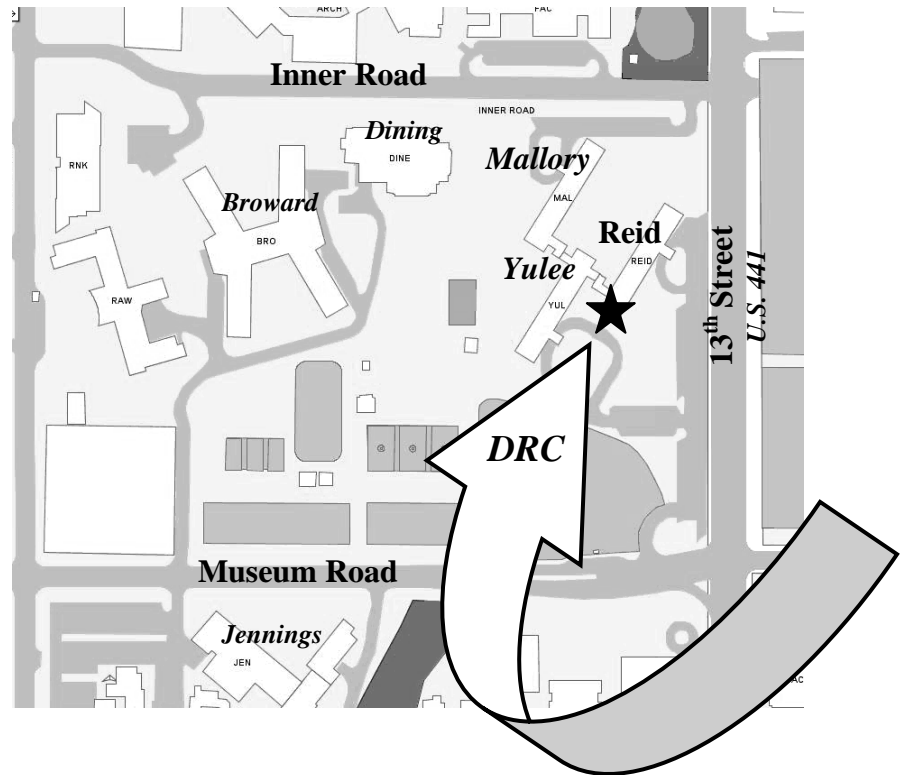 ARCH
FAC
Inner Road
INNER ROAD
Dining
DINE
RNK
Mallory
MAL
Broward
BRO
Reid
REID
Yulee
YUL
RAW
13th Street
U.S. 441
DRC
Museum Road
Jennings
JEN
AC